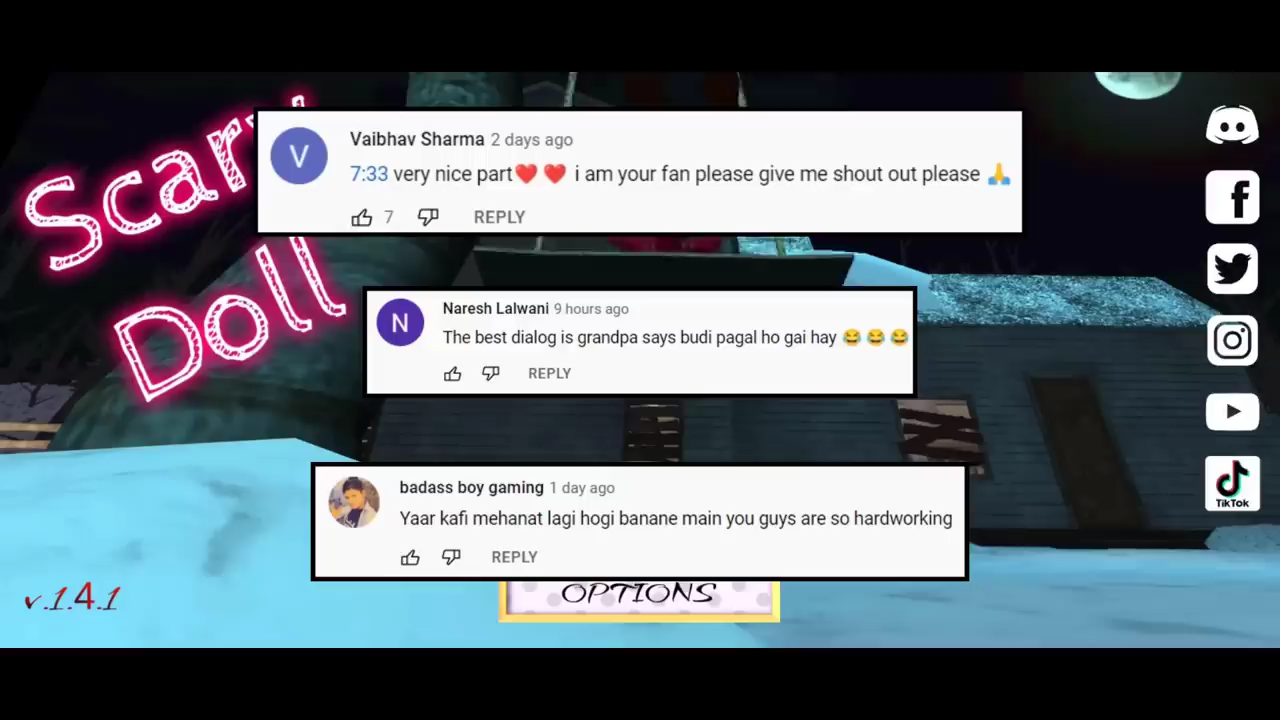 Scary
Doll
V
Vaibhav Sharma 2 days ago
7:33 very nice part❤️ ❤️ i am your fan please give me shout out please 🙏
7 REPLY
N
Naresh Lalwani 9 hours ago
The best dialog is grandpa says budi pagal ho gai hay 😂 😂 😂
REPLY
badass boy gaming 1 day ago
Yaar kafi mehanat lagi hogi banane main you guys are so hardworking
REPLY
OPTIONS
v.1.4.1
TikTok